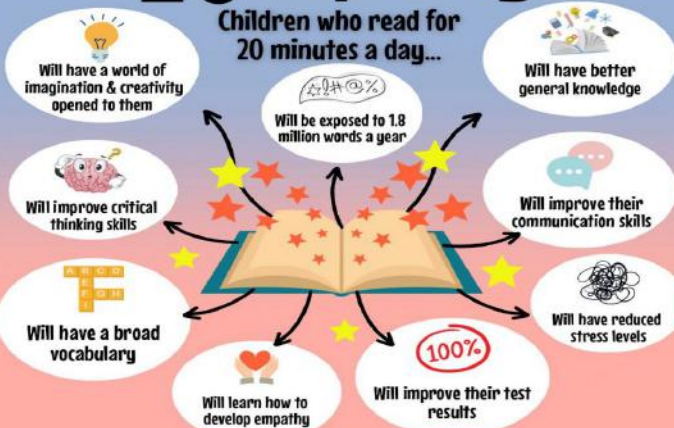 Children who read for
20 minutes a day...
Will have a world of
imagination & creativity
opened to them
☆!#@%
Will be exposed to 1.8
million words a year
Will have better
general knowledge
Will improve critical
thinking skills
?
Will improve their
communication skills
A B C D
E
F G H
I
Will have a broad
vocabulary
Will have reduced
stress levels
Will learn how to
develop empathy
100%
Will improve their test
results